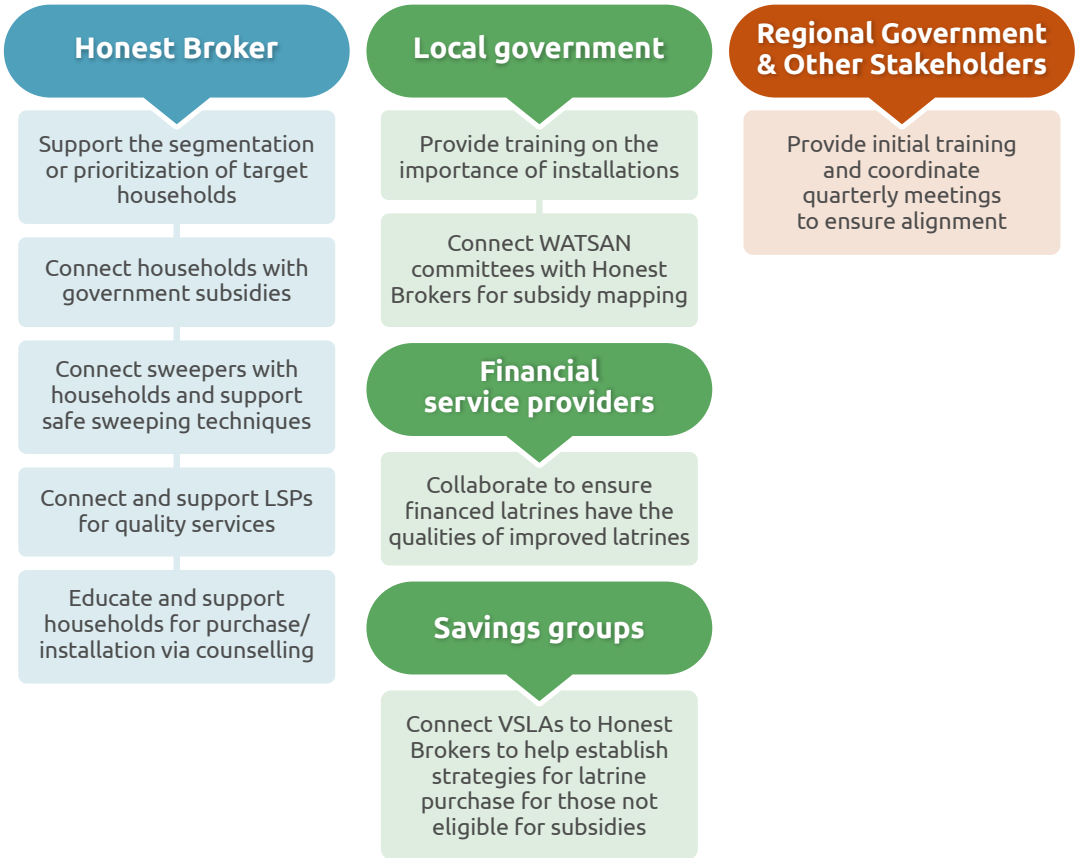 Honest Broker
Support the segmentation
or prioritization of target
households
Connect households with
government subsidies
Connect sweepers with
households and support
safe sweeping techniques
Connect and support LSPs
for quality services
Educate and support
households for purchase/
installation via counselling
Local government
Provide training on the
importance of installations
Connect WATSAN
committees with Honest
Brokers for subsidy mapping
Financial
service providers
Collaborate to ensure
financed latrines have the
qualities of improved latrines
Savings groups
Connect VSLAs to Honest
Brokers to help establish
strategies for latrine
purchase for those not
eligible for subsidies
Regional Government
& Other Stakeholders
Provide initial training
and coordinate
quarterly meetings
to ensure alignment